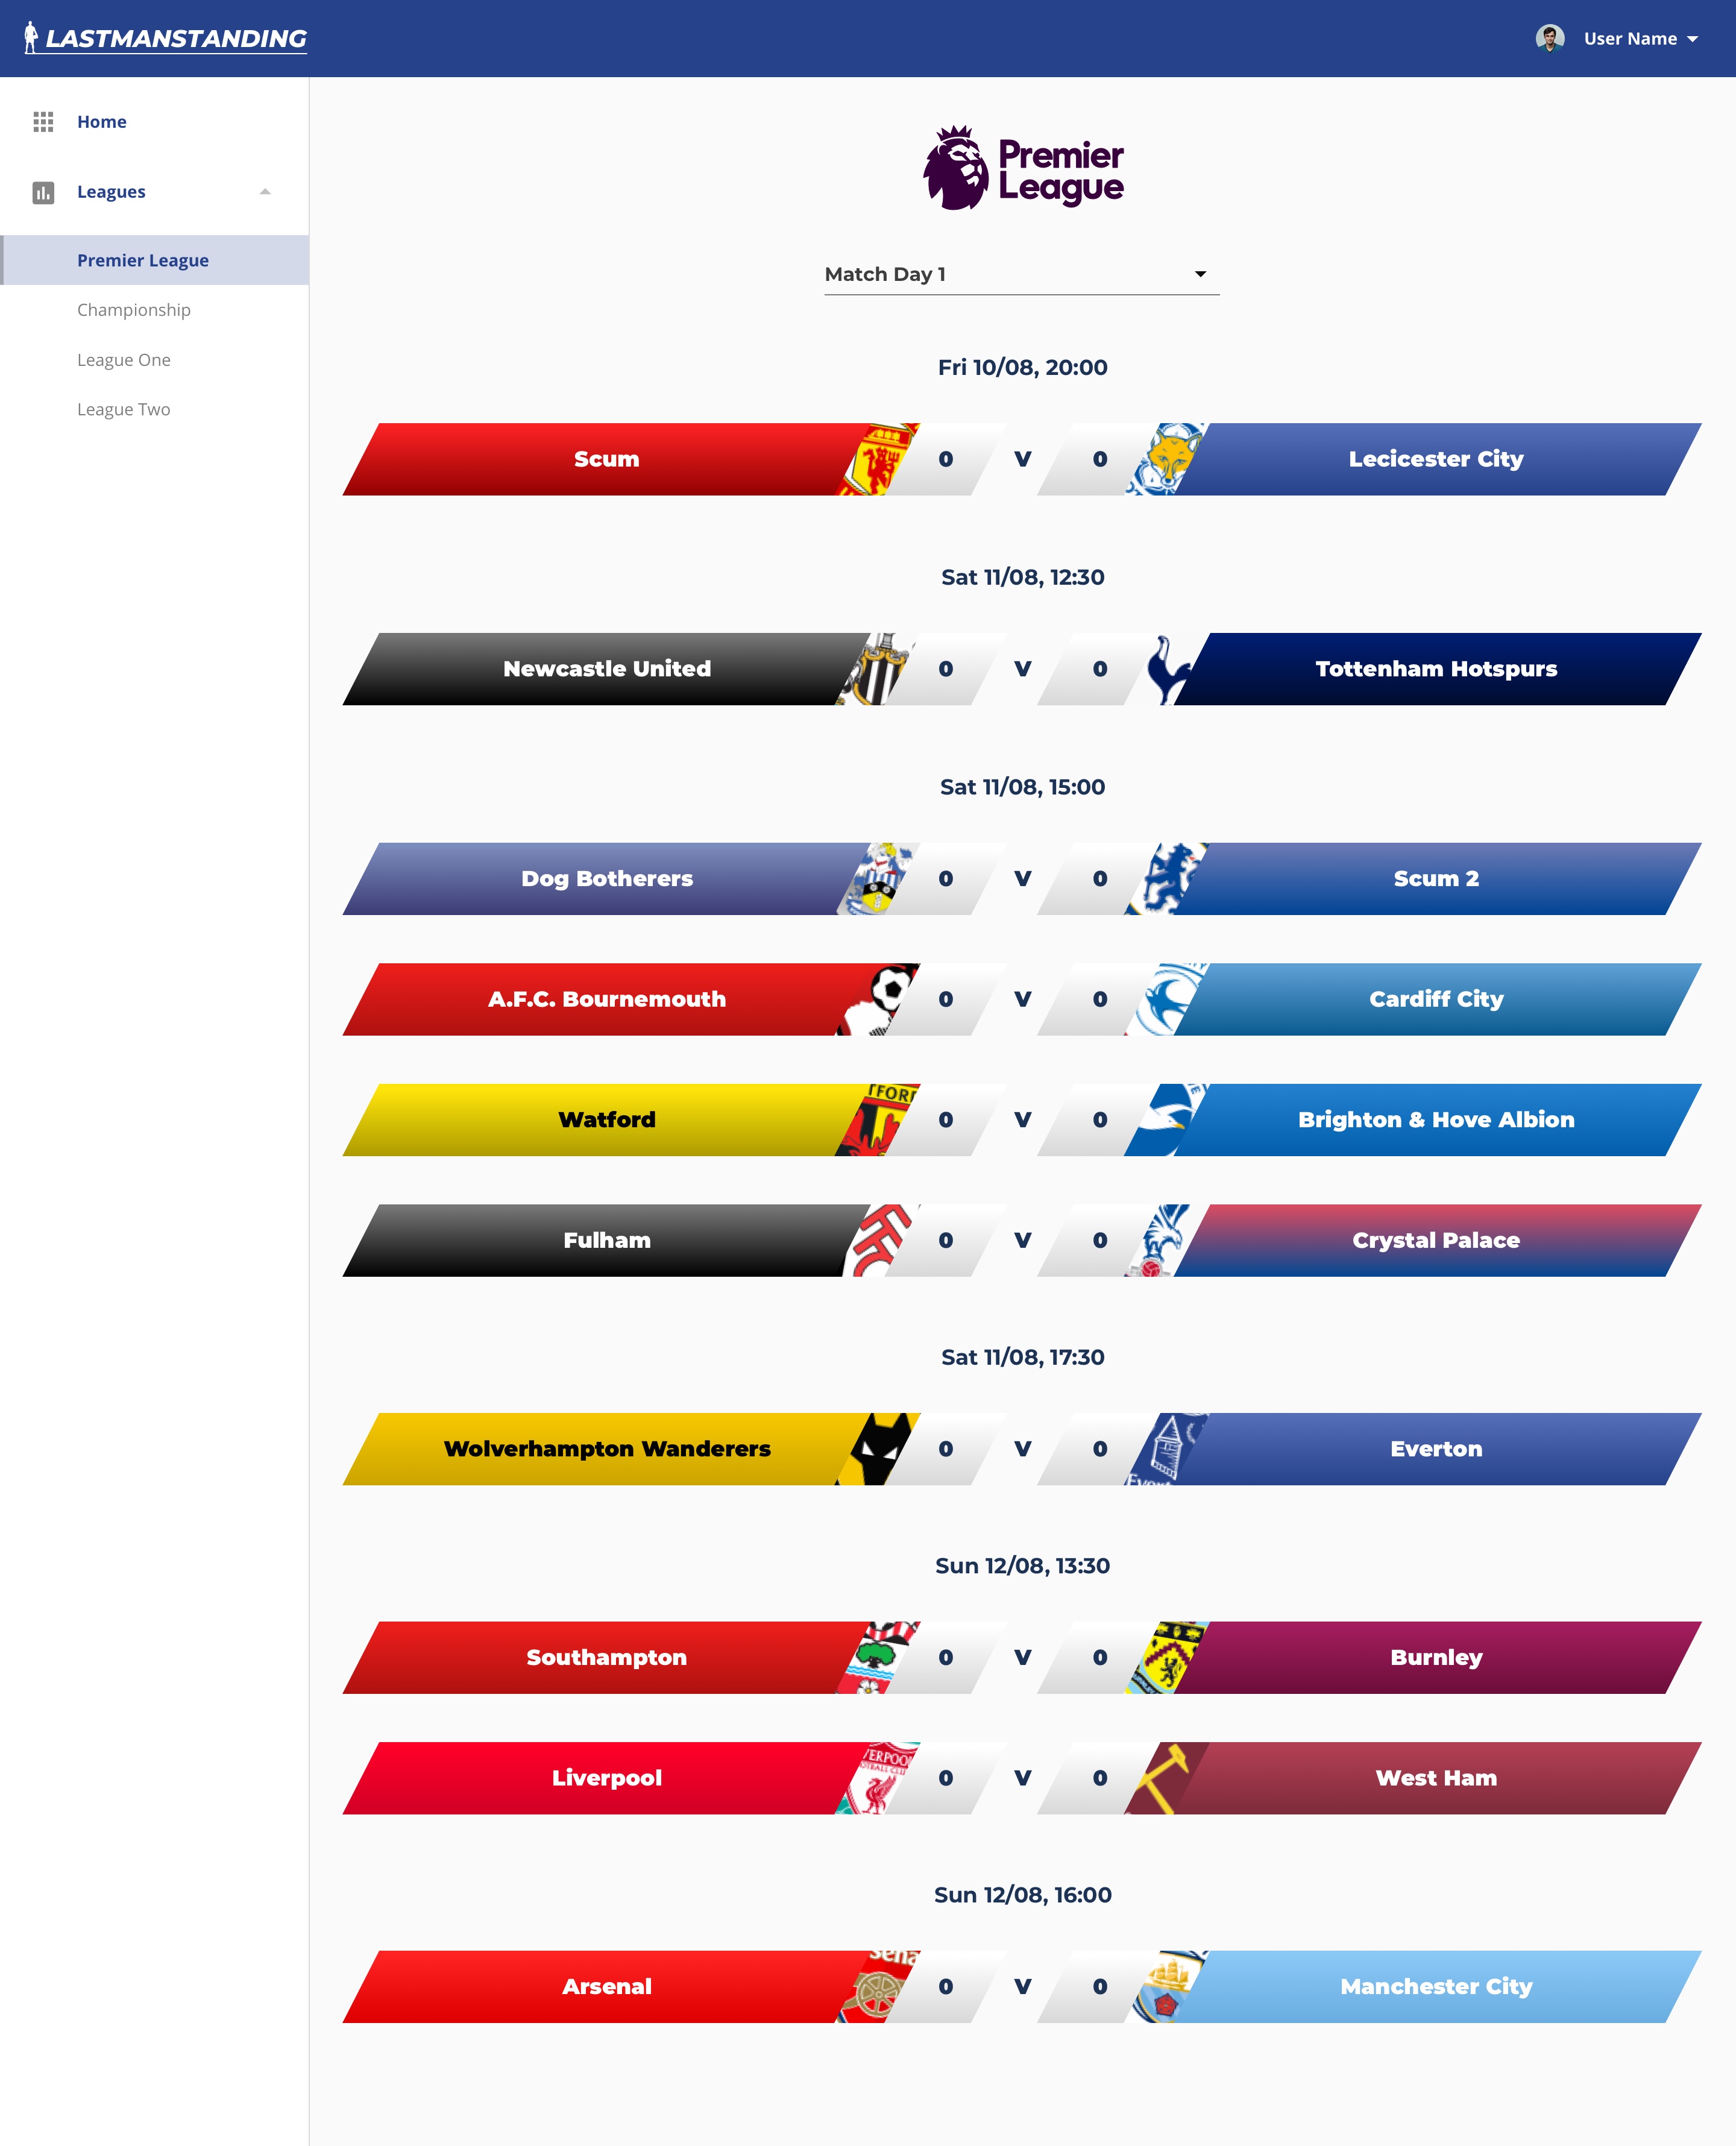 LASTMANSTANDING
User Name
Home
Leagues
Premier League
Championship
League One
League Two
Premier
League
Match Day 1
Fri 10/08, 20:00
Scum 0 V 0 Lecicester City
Sat 11/08, 12:30
Newcastle United 0 V 0 Tottenham Hotspurs
Sat 11/08, 15:00
Dog Botherers 0 V 0 Scum 2
A.F.C. Bournemouth 0 V 0 Cardiff City
Watford TFORD 0 V 0 Brighton & Hove Albion
Fulham 0 V 0 Crystal Palace
Sat 11/08, 17:30
Wolverhampton Wanderers 0 V 0 Everton
Sun 12/08, 13:30
Southampton 0 V 0 Burnley
Liverpool 0 V 0 West Ham
Sun 12/08, 16:00
Arsenal 0 V 0 Manchester City